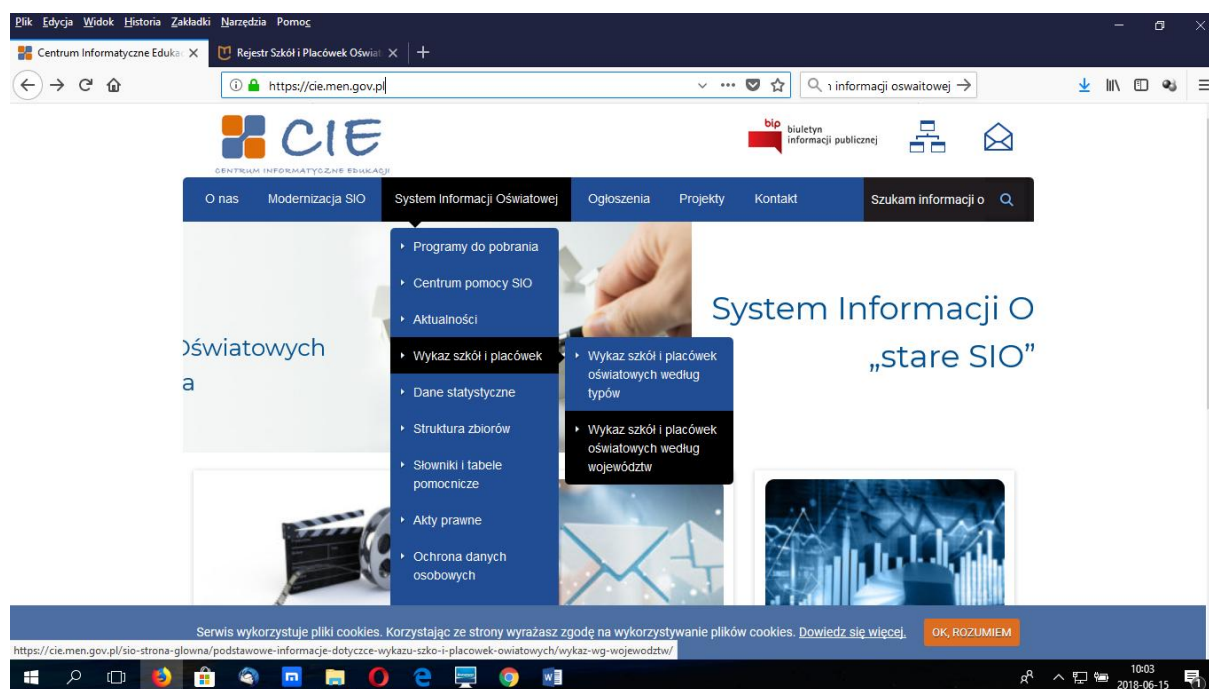 Plik Edycja Widok Historia Zakładki Narzędzia Pomoc
Centrum Informatyczne Eduka
Rejestr Szkół i Placówek Oświat
https://cie.men.gov.pl
informacji oswaitowej
CIE
CENTRUM INFORMATYCZNE EDUKACJI
bip biuletyn
informacji publicznej
O nas Modernizacja SIO System Informacji Oświatowej Ogłoszenia Projekty Kontakt Szukam informacji o
Programy do pobrania
Centrum pomocy SIO
Aktualności
Wykaz szkół i placówek
Dane statystyczne
Struktura zbiorów
Słowniki i tabele
pomocnicze
Akty prawne
Ochrona danych
osobowych
Wykaz szkół i placówek
oświatowych według
typów
Wykaz szkół i placówek
oświatowych według
województw
Oświatowych
a
System Informacji O
„stare SIO”
Serwis wykorzystuje pliki cookies. Korzystając ze strony wyrażasz zgodę na wykorzystywanie plików cookies. Dowiedz się więcej. OK, ROZUMIEM
https://cie.men.gov.pl/sio-strona-glowna/podstawowe-informacje-dotyczce-wykazu-szko-i-placowek-owiatowych/wykaz-wg-wojewodztw/
10:03
2018-06-15